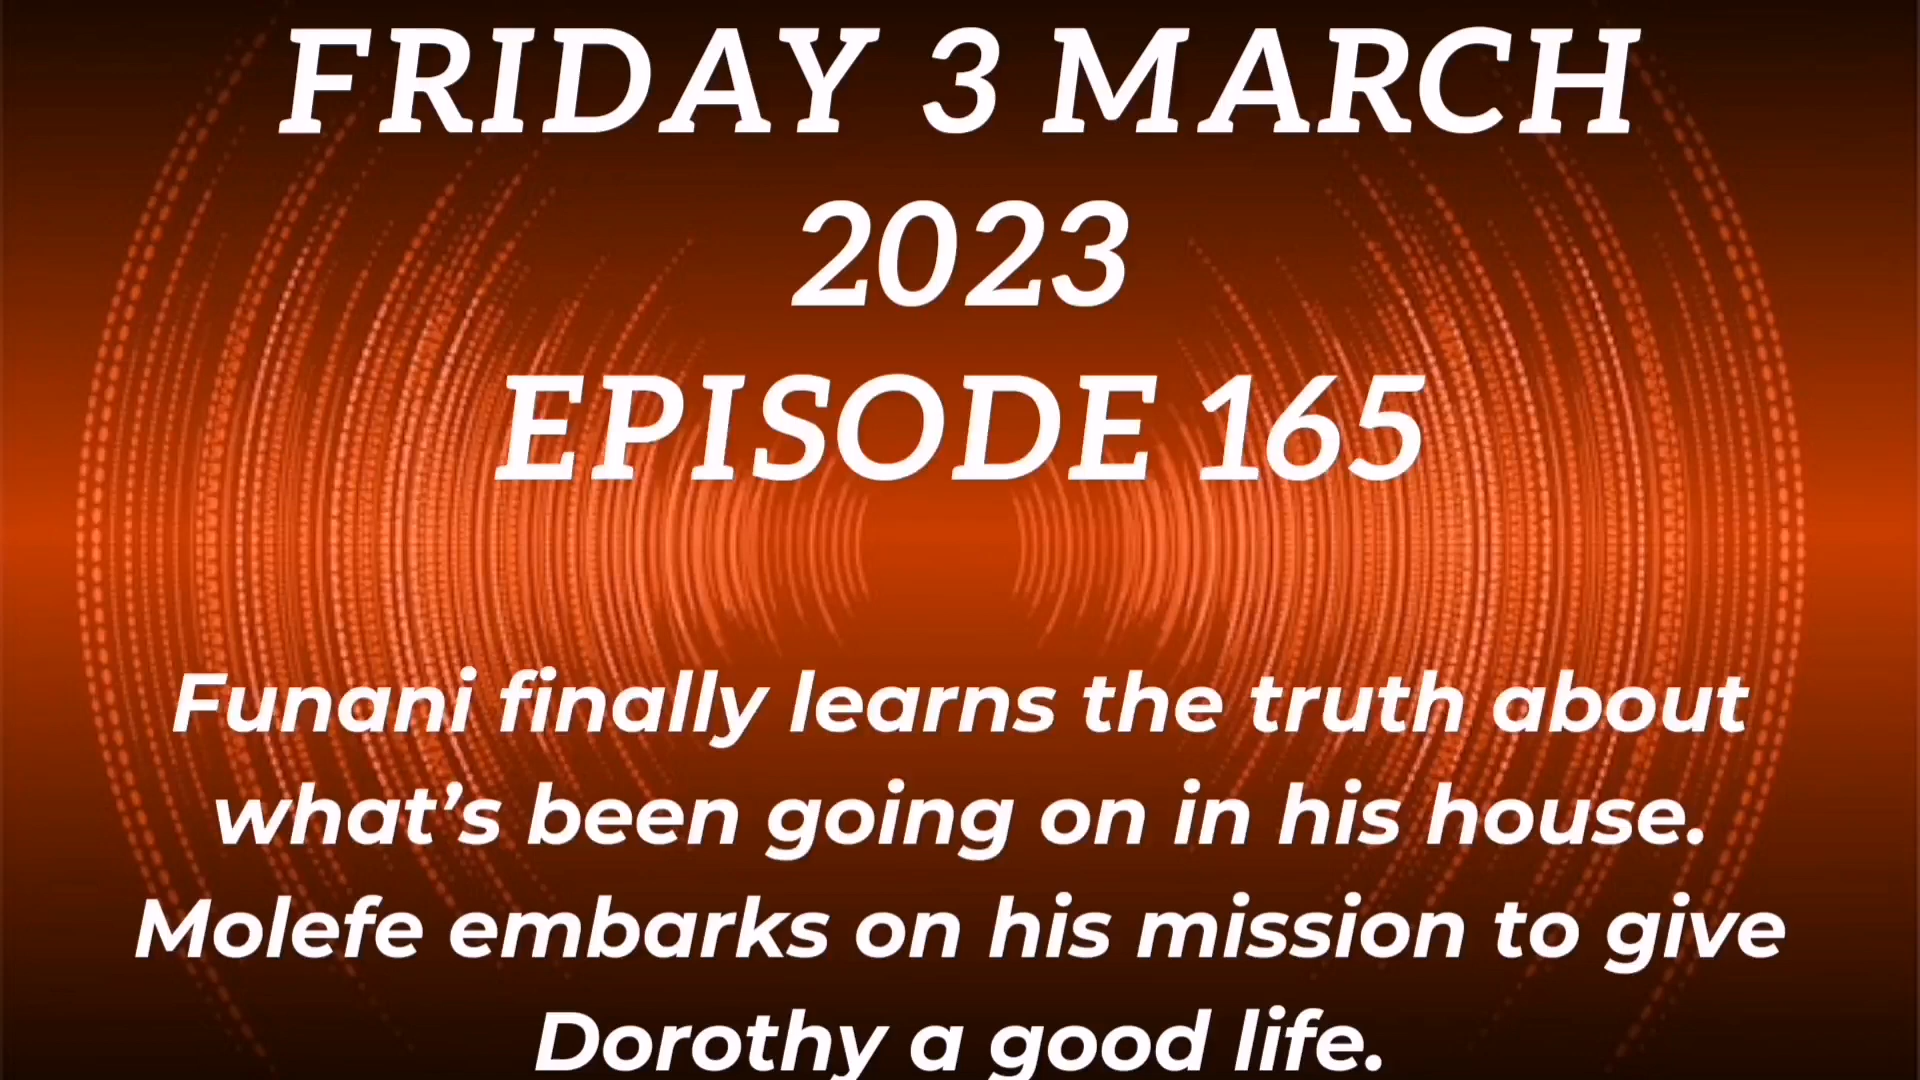 FRIDAY 3 MARCH
2023
EPISODE 165
Funani finally learns the truth about
what’s been going on in his house.
Molefe embarks on his mission to give
Dorothy a good life.